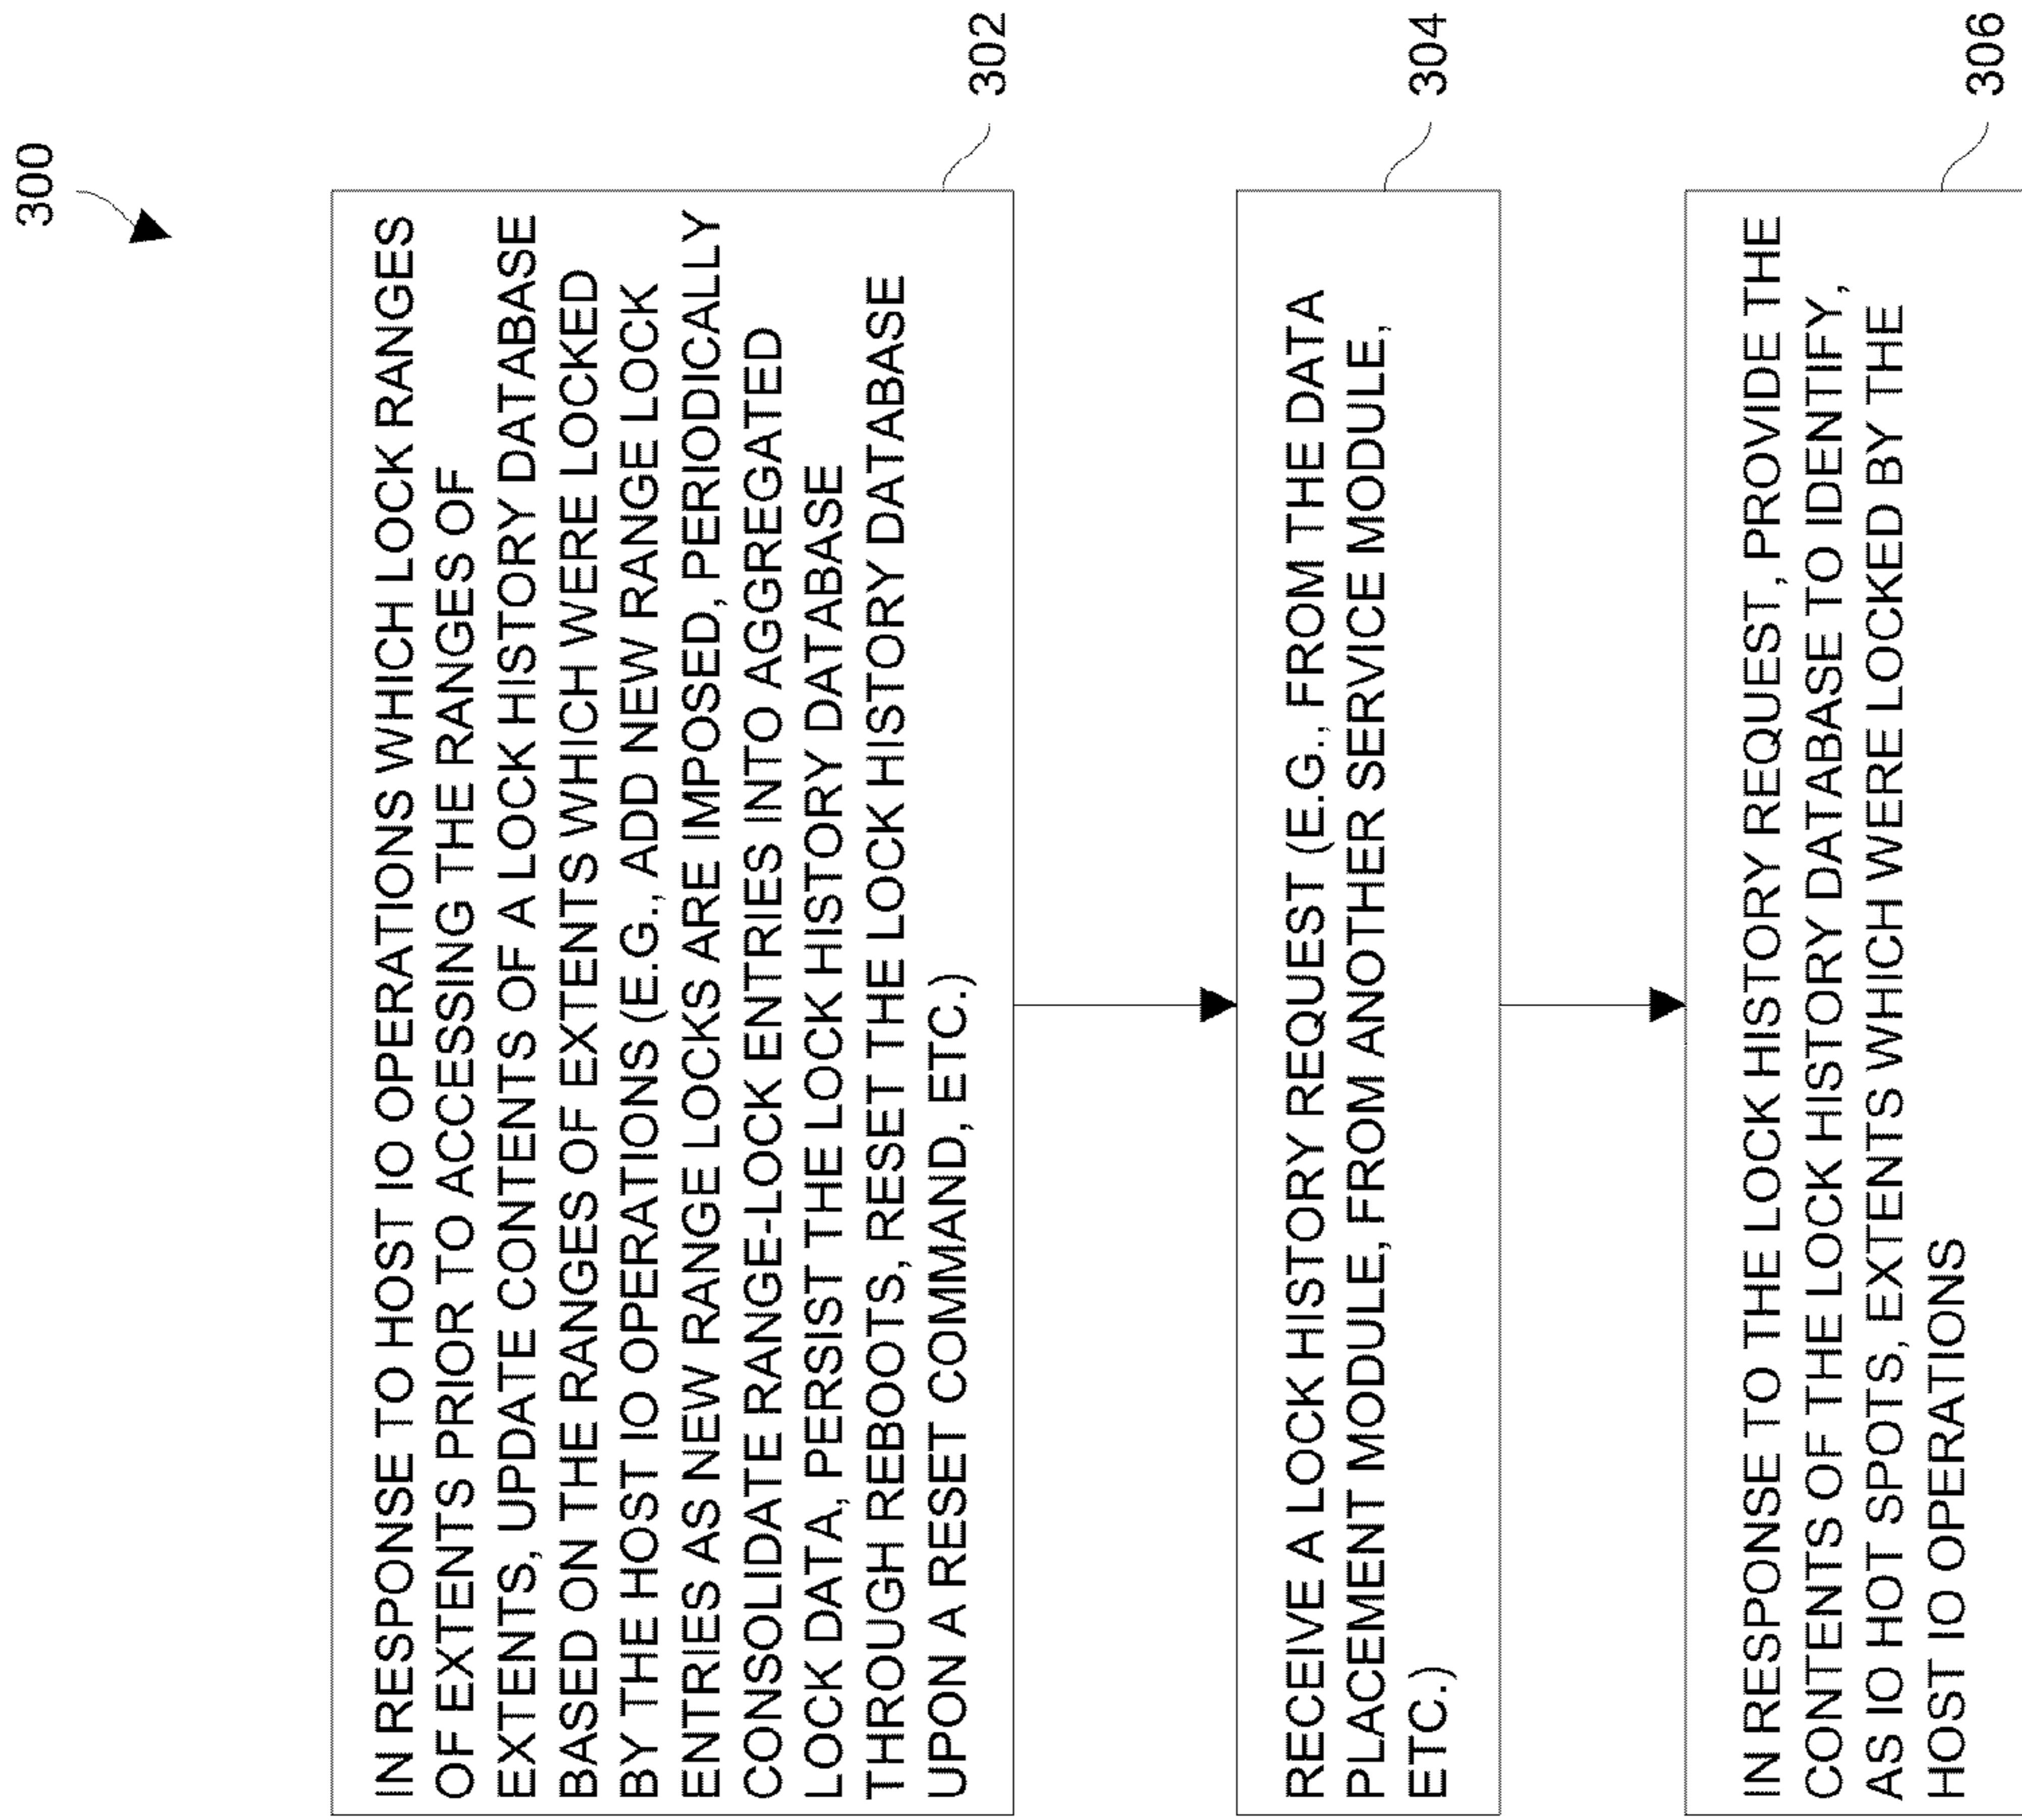 300
IN RESPONSE TO HOST IO OPERATIONS WHICH LOCK RANGES
OF EXTENTS PRIOR TO ACCESSING THE RANGES OF
EXTENTS, UPDATE CONTENTS OF A LOCK HISTORY DATABASE
BASED ON THE RANGES OF EXTENTS WHICH WERE LOCKED
BY THE HOST IO OPERATIONS (E.G., ADD NEW RANGE LOCK
ENTRIES AS NEW RANGE LOCKS ARE IMPOSED, PERIODICALLY
CONSOLIDATE RANGE-LOCK ENTRIES INTO AGGREGATED
LOCK DATA, PERSIST THE LOCK HISTORY DATABASE
THROUGH REBOOTS, RESET THE LOCK HISTORY DATABASE
UPON A RESET COMMAND, ETC.)
302
RECEIVE A LOCK HISTORY REQUEST (E.G., FROM THE DATA
PLACEMENT MODULE, FROM ANOTHER SERVICE MODULE,
ETC.)
304
IN RESPONSE TO THE LOCK HISTORY REQUEST, PROVIDE THE
CONTENTS OF THE LOCK HISTORY DATABASE TO IDENTIFY,
AS IO HOT SPOTS, EXTENTS WHICH WERE LOCKED BY THE
HOST IO OPERATIONS
306